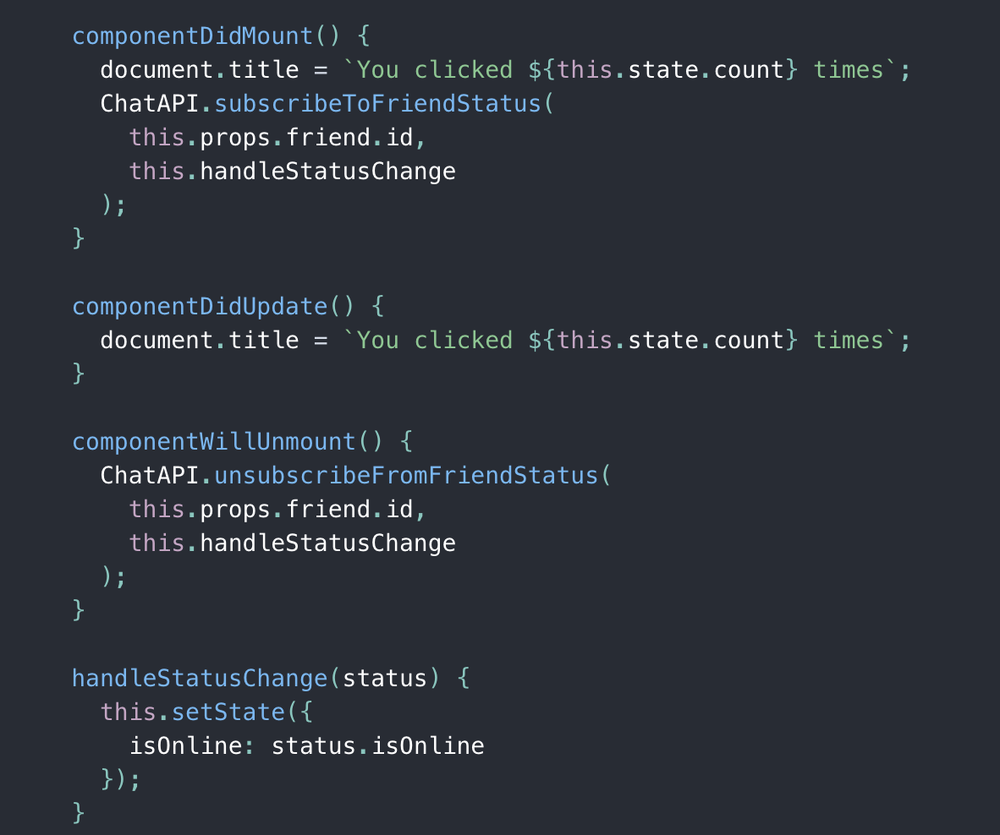 componentDidMount() {
  document.title = `You clicked ${this.state.count} times`;
  ChatAPI.subscribeToFriendStatus(
    this.props.friend.id,
    this.handleStatusChange
  );
}

componentDidUpdate() {
  document.title = `You clicked ${this.state.count} times`;
}

componentWillUnmount() {
  ChatAPI.unsubscribeFromFriendStatus(
    this.props.friend.id,
    this.handleStatusChange
  );
}

handleStatusChange(status) {
  this.setState({
    isOnline: status.isOnline
  });
}